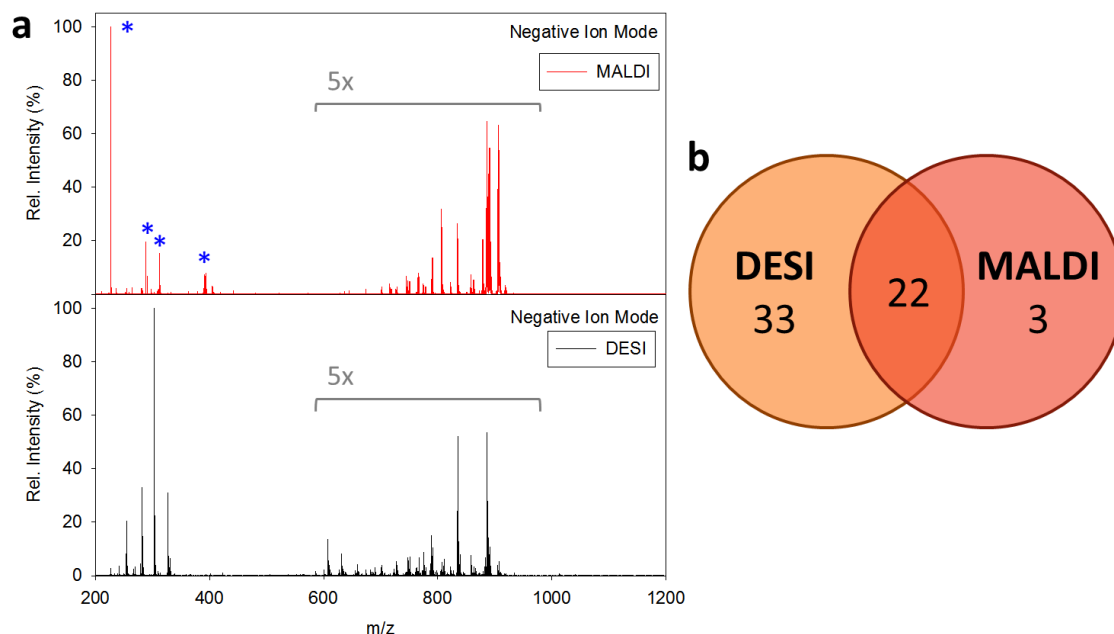 a
100
80
60
40
20
Rel. Intensity (%)
*
*
*
*
Negative Ion Mode
MALDI
5x
100
80
60
40
20
0
Rel. Intensity (%)
Negative Ion Mode
DESI
5x
200
400
600
800
1000
1200
m/z
b
DESI
33
22
MALDI
3